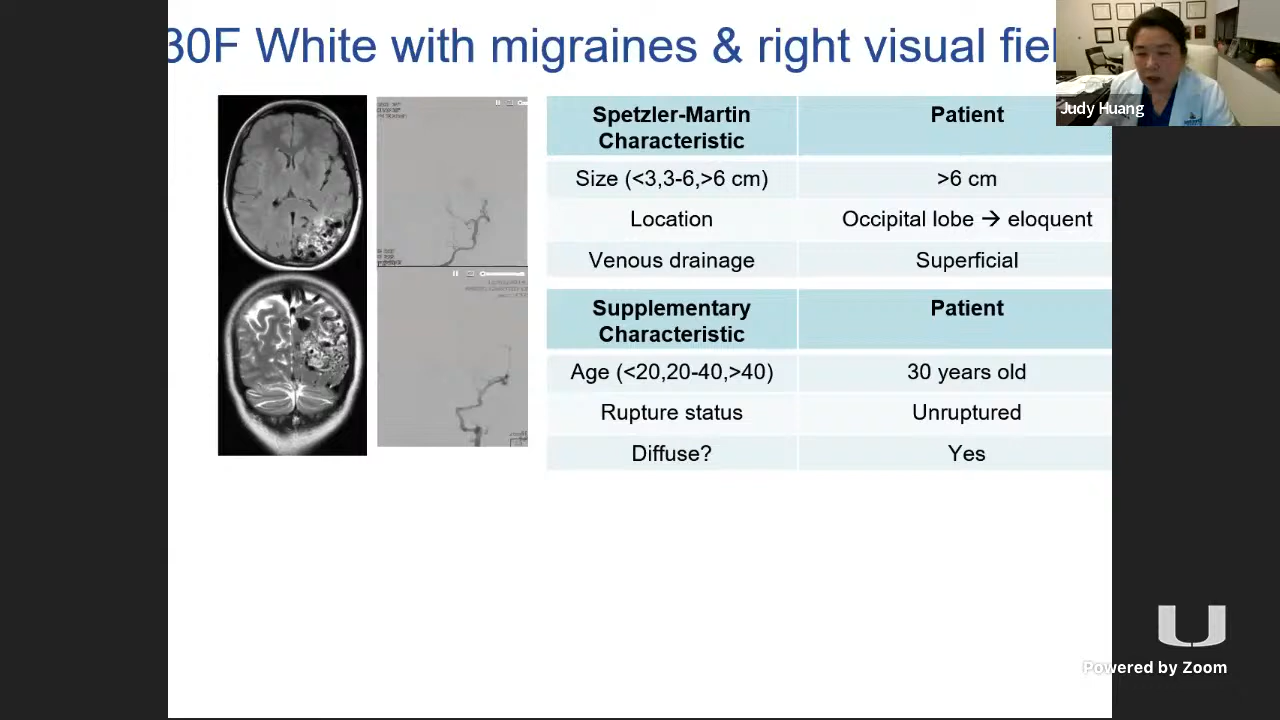 30F White with migraines & right visual fiel
Judy Huang
Spetzler-Martin Characteristic
Patient
Size (<3,3-6,>6 cm)
>6 cm
Location
Occipital lobe → eloquent
Venous drainage
Superficial
Supplementary Characteristic
Patient
Age (<20,20-40,>40)
30 years old
Rupture status
Unruptured
Diffuse?
Yes
U
Powered by Zoom